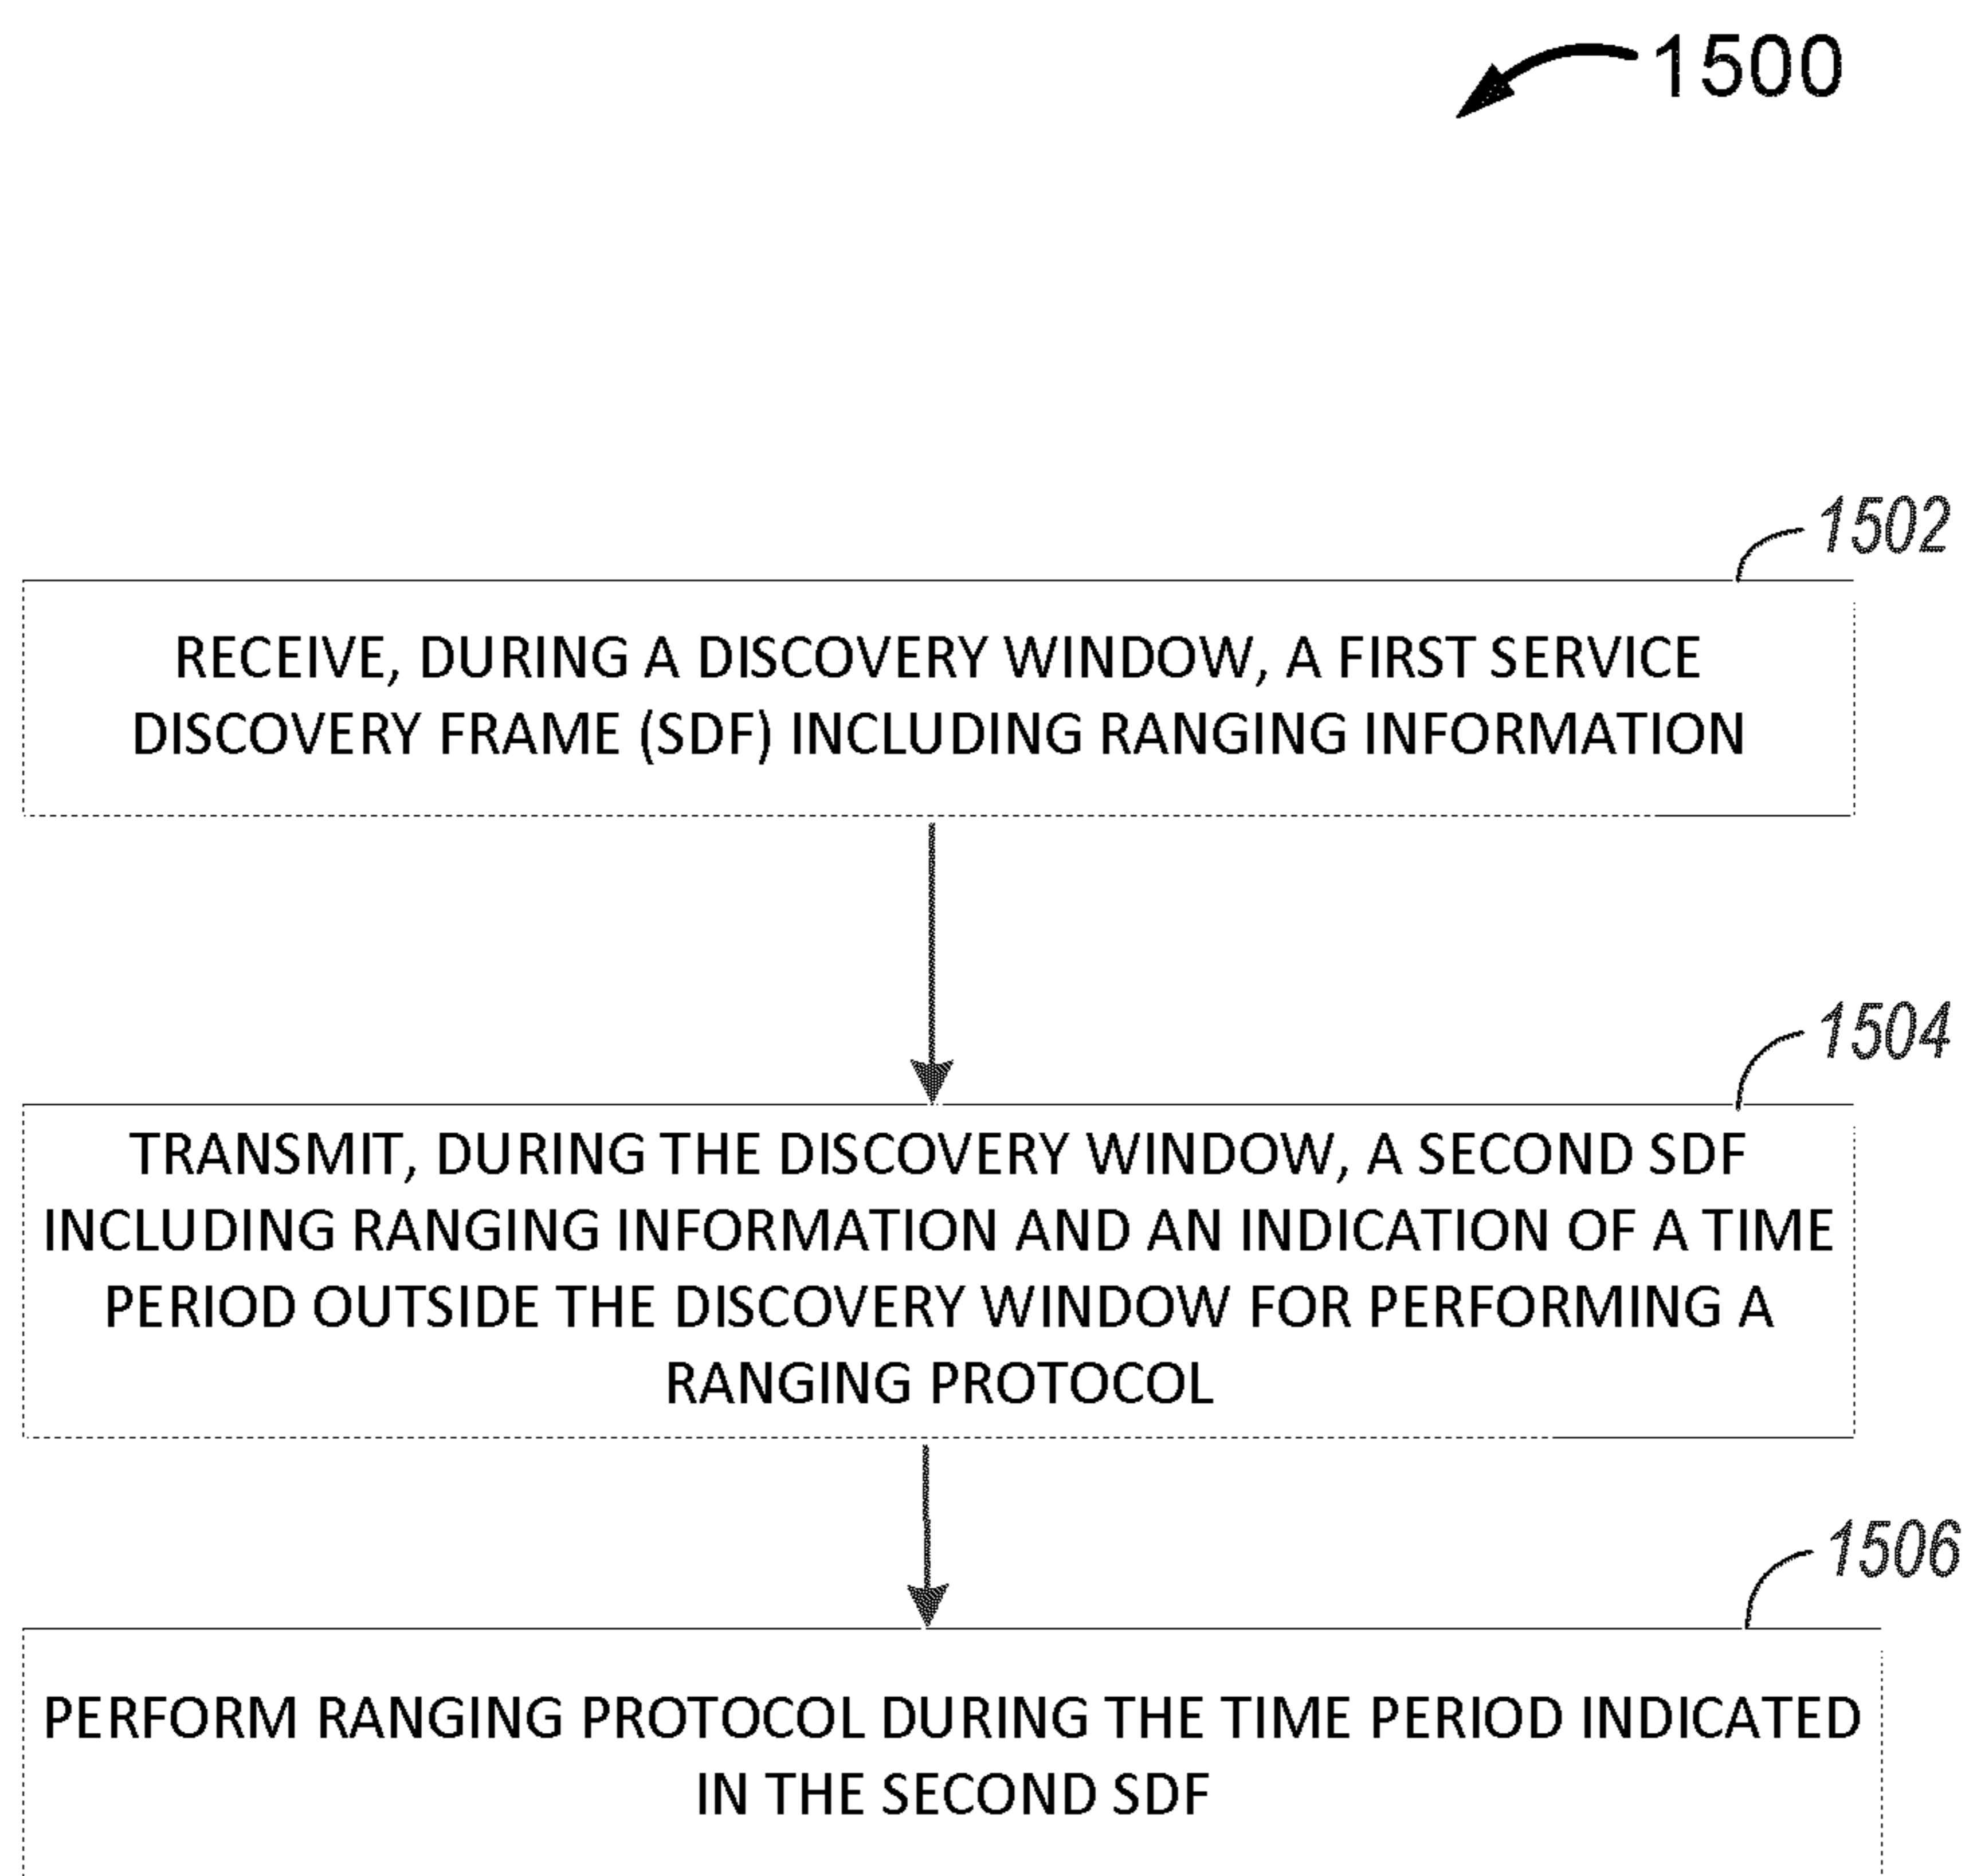 1500
1502
RECEIVE, DURING A DISCOVERY WINDOW, A FIRST SERVICE
DISCOVERY FRAME (SDF) INCLUDING RANGING INFORMATION
1504
TRANSMIT, DURING THE DISCOVERY WINDOW, A SECOND SDF
INCLUDING RANGING INFORMATION AND AN INDICATION OF A TIME
PERIOD OUTSIDE THE DISCOVERY WINDOW FOR PERFORMING A
RANGING PROTOCOL
1506
PERFORM RANGING PROTOCOL DURING THE TIME PERIOD INDICATED
IN THE SECOND SDF